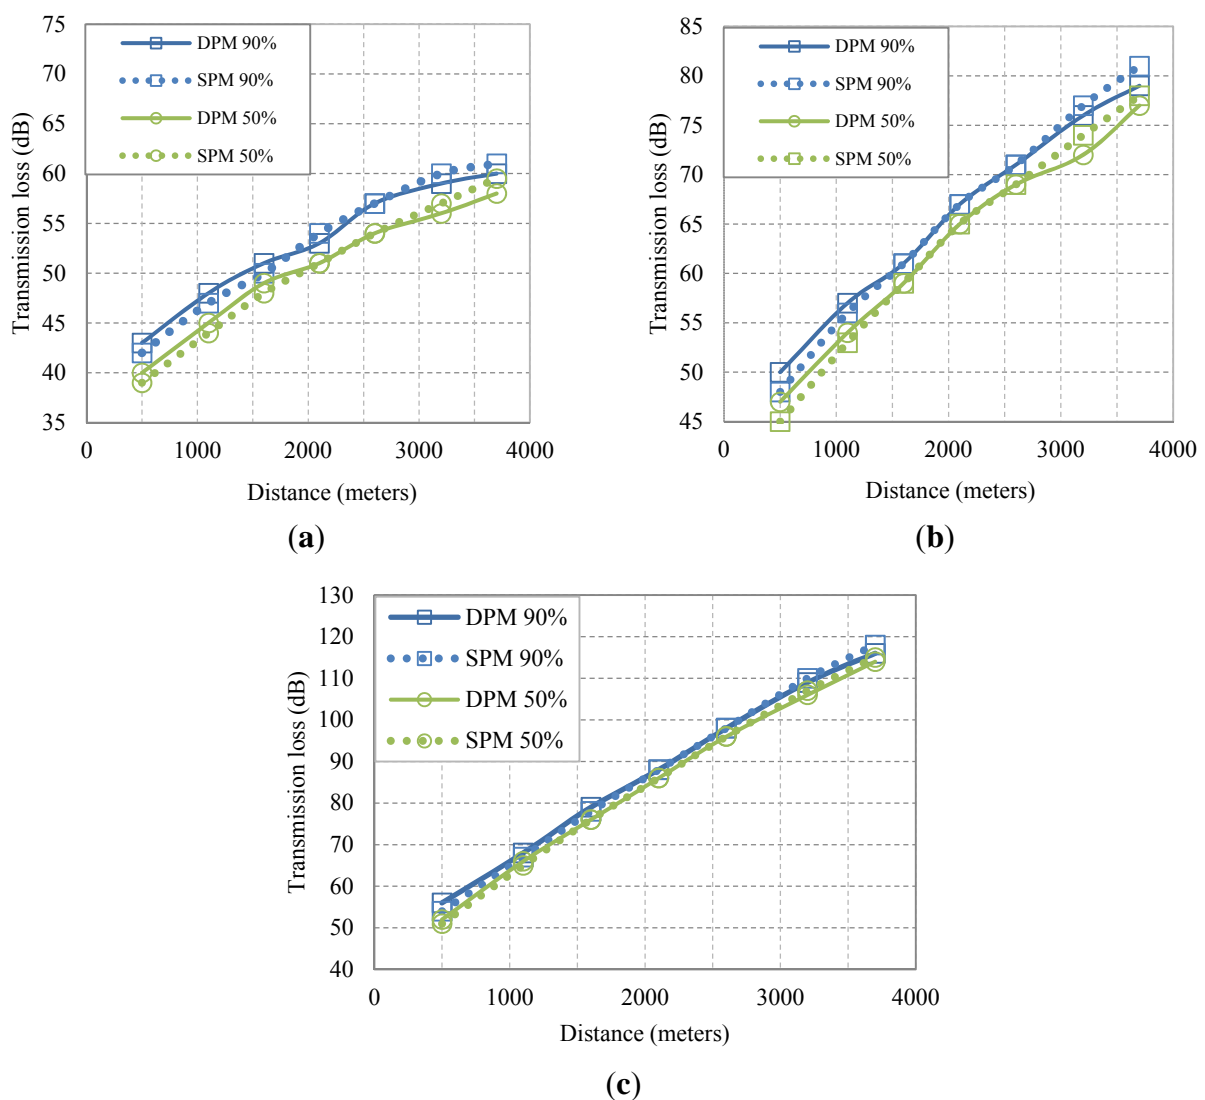 75
70
65
60
55
50
45
40
35
Transmission loss (dB)
DPM 90%
SPM 90%
DPM 50%
SPM 50%
0 1000 2000 3000 4000
Distance (meters)
(a)
85
80
75
70
65
60
55
50
45
Transmission loss (dB)
DPM 90%
SPM 90%
DPM 50%
SPM 50%
0 1000 2000 3000 4000
Distance (meters)
(b)
130
120
110
100
90
80
70
60
50
40
Transmission loss (dB)
DPM 90%
SPM 90%
DPM 50%
SPM 50%
0 1000 2000 3000 4000
Distance (meters)
(c)